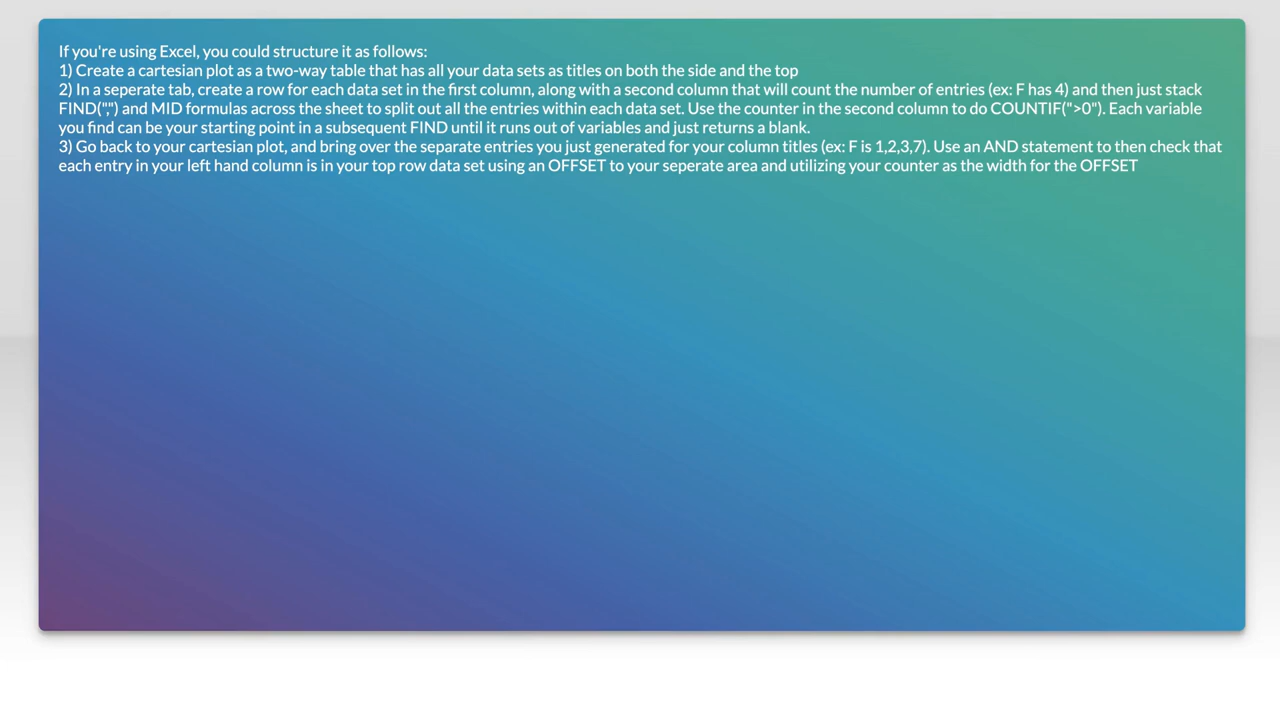 If you're using Excel, you could structure it as follows:
1) Create a cartesian plot as a two-way table that has all your data sets as titles on both the side and the top
2) In a seperate tab, create a row for each data set in the first column, along with a second column that will count the number of entries (ex: F has 4) and then just stack
FIND(",") and MID formulas across the sheet to split out all the entries within each data set. Use the counter in the second column to do COUNTIF(">0"). Each variable
you find can be your starting point in a subsequent FIND until it runs out of variables and just returns a blank.
3) Go back to your cartesian plot, and bring over the separate entries you just generated for your column titles (ex: F is 1,2,3,7). Use an AND statement to then check that
each entry in your left hand column is in your top row data set using an OFFSET to your seperate area and utilizing your counter as the width for the OFFSET